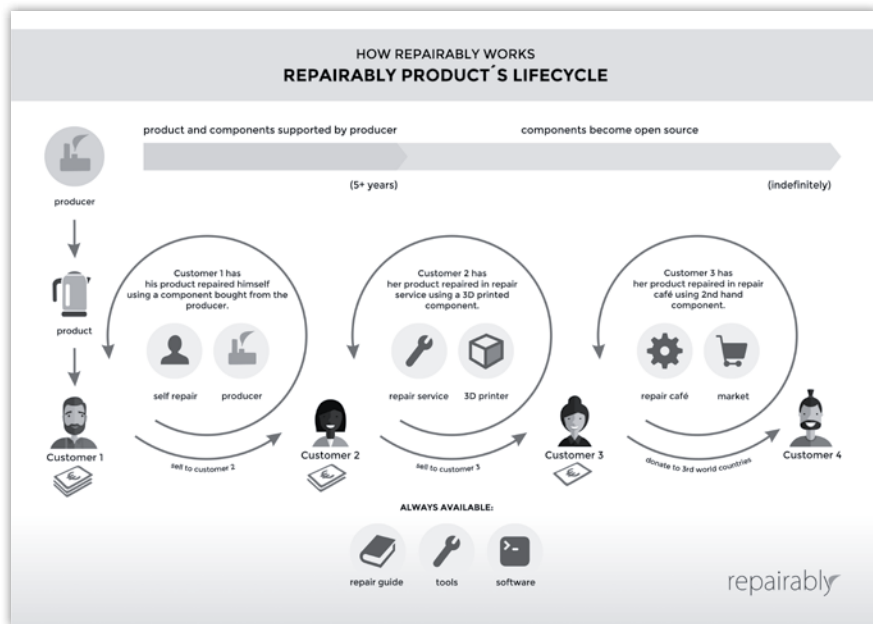 HOW REPAIRABLY WORKS
REPAIRABLY PRODUCT´S LIFECYCLE
product and components supported by producer
components become open source
(5+ years)
(indefinitely)
producer
product
Customer 1 has
his product repaired himself
using a component bought from the
producer.
self repair
producer
Customer 2 has
her product repaired in repair
service using a 3D printed
component.
repair service
3D printer
Customer 3 has
her product repaired in repair
café using 2nd hand
component.
repair café
market
Customer 1
sell to customer 2
Customer 2
sell to customer 3
Customer 3
donate to 3rd world countries
Customer 4
€
€
€
ALWAYS AVAILABLE:
>-
repair guide
tools
software
repairably